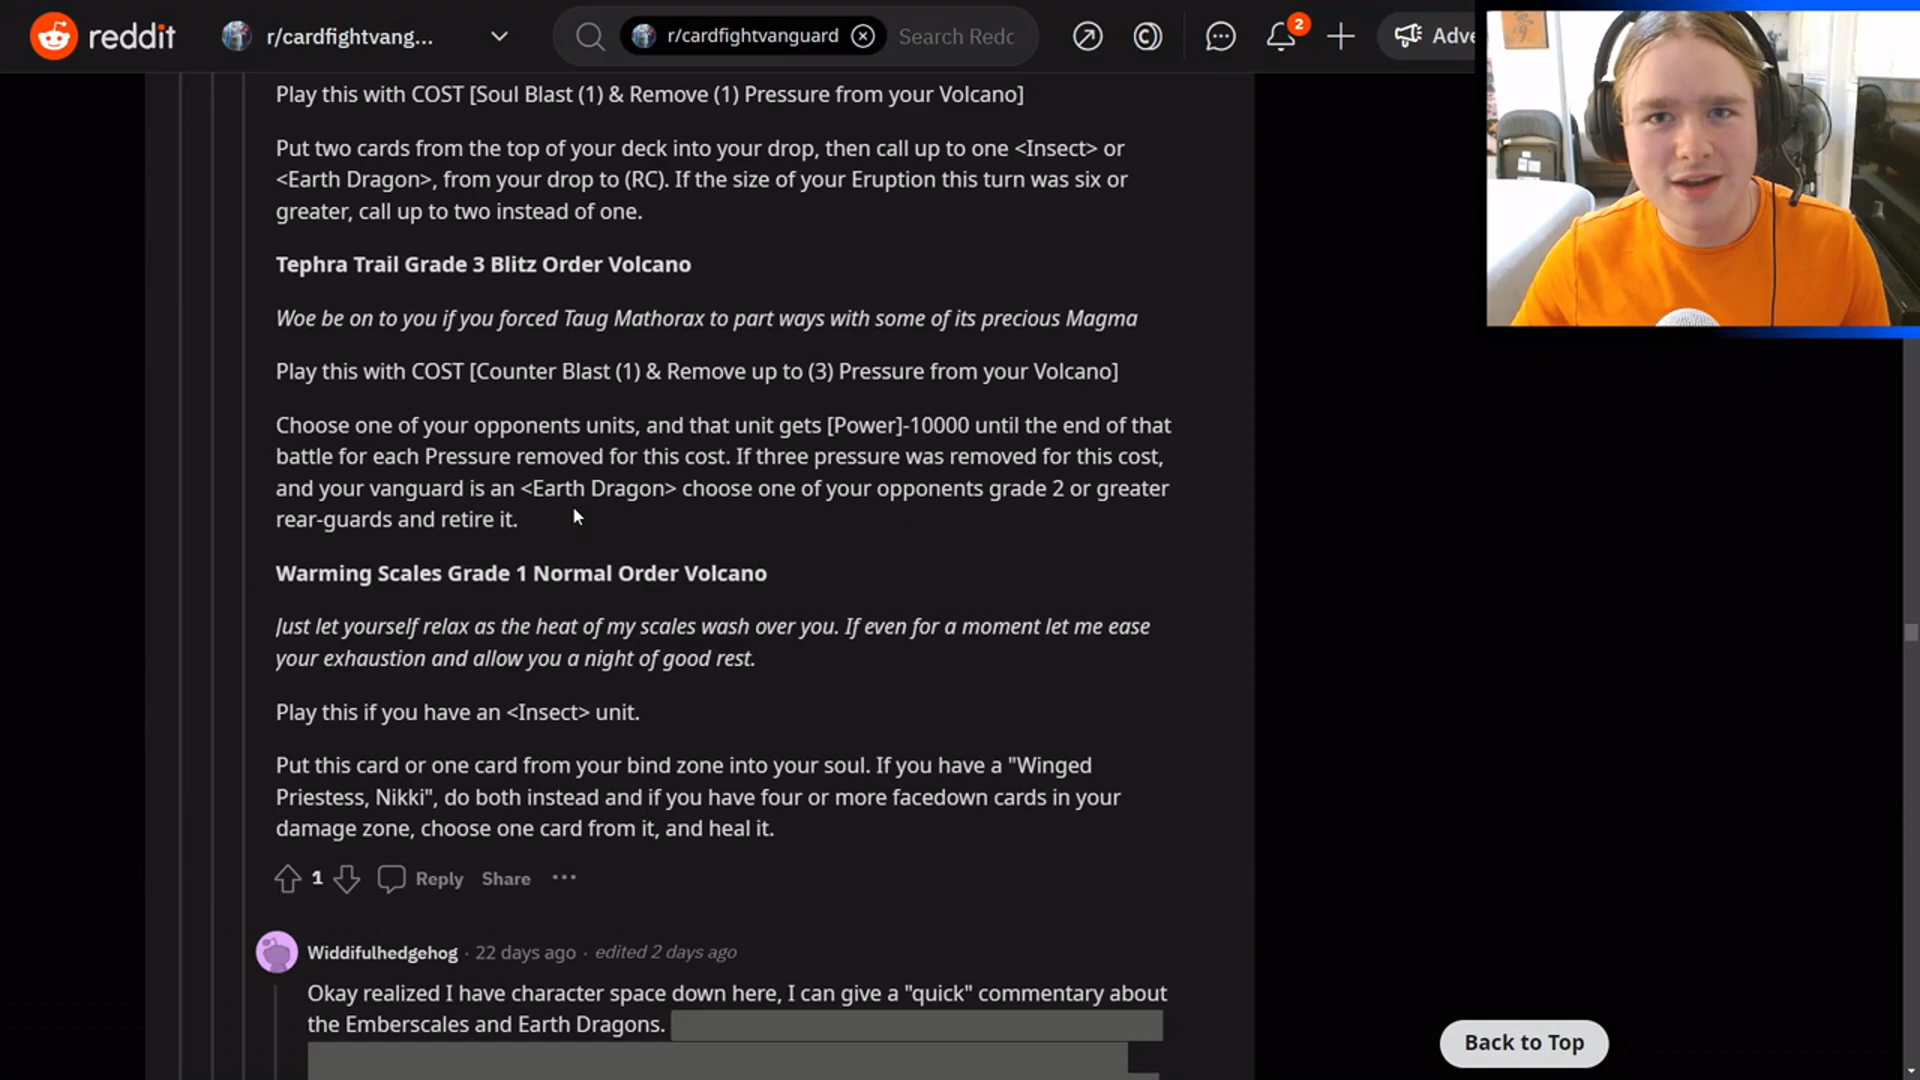 reddit
r/cardfightvang...
r/cardfightvanguard
Search Redc
2
Adve
Play this with COST [Soul Blast (1) & Remove (1) Pressure from your Volcano]
Put two cards from the top of your deck into your drop, then call up to one <Insect> or
<Earth Dragon>, from your drop to (RC). If the size of your Eruption this turn was six or
greater, call up to two instead of one.
Tephra Trail Grade 3 Blitz Order Volcano
Woe be on to you if you forced Taug Mathorax to part ways with some of its precious Magma
Play this with COST [Counter Blast (1) & Remove up to (3) Pressure from your Volcano]
Choose one of your opponents units, and that unit gets [Power]-10000 until the end of that
battle for each Pressure removed for this cost. If three pressure was removed for this cost,
and your vanguard is an <Earth Dragon> choose one of your opponents grade 2 or greater
rear-guards and retire it.
Warming Scales Grade 1 Normal Order Volcano
Just let yourself relax as the heat of my scales wash over you. If even for a moment let me ease
your exhaustion and allow you a night of good rest.
Play this if you have an <Insect> unit.
Put this card or one card from your bind zone into your soul. If you have a "Winged
Priestess, Nikki", do both instead and if you have four or more facedown cards in your
damage zone, choose one card from it, and heal it.
1
Reply
Share
Widdifulhedgehog · 22 days ago · edited 2 days ago
Okay realized I have character space down here, I can give a "quick" commentary about
the Emberscales and Earth Dragons.
Back to Top